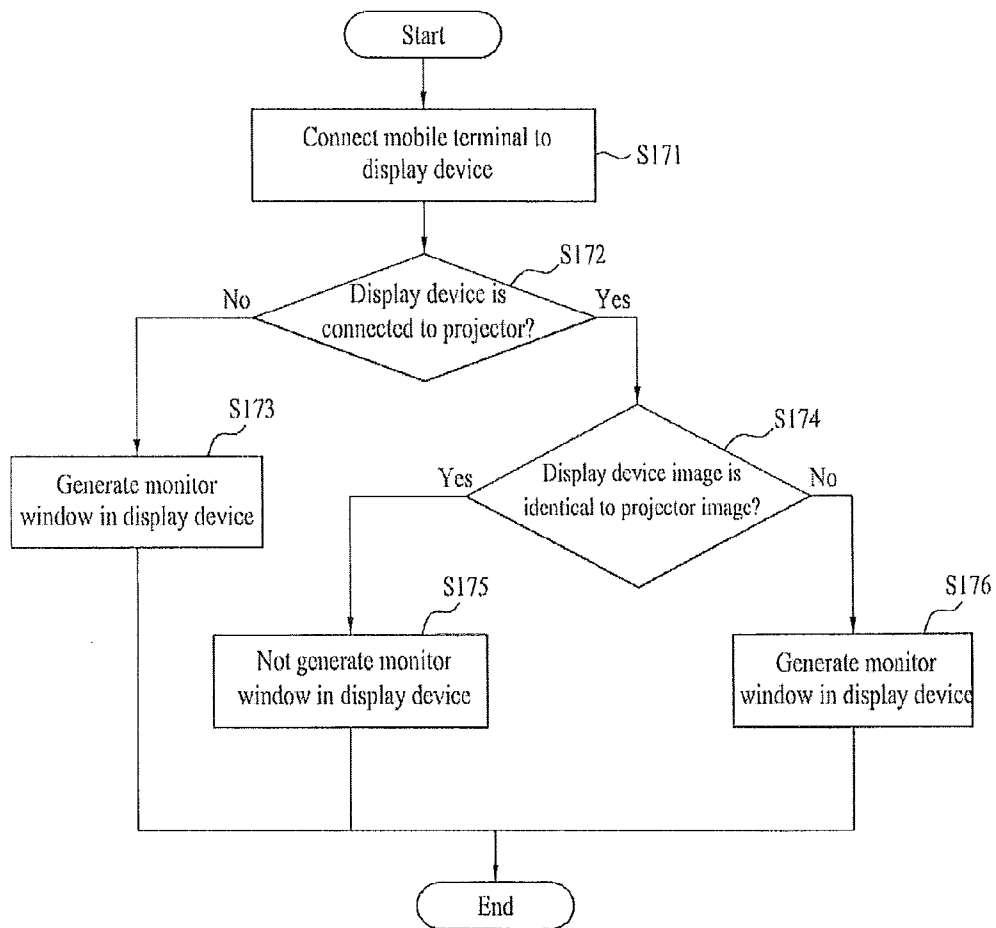 Start
Connect mobile terminal to
display device
S171
S172
No
Display device is
connected to projector?
Yes
S173
Generate monitor
window in display device
S174
Yes
Display device image is
identical to projector image?
No
S175
Not generate monitor
window in display device
S176
Generate monitor
window in display device
End